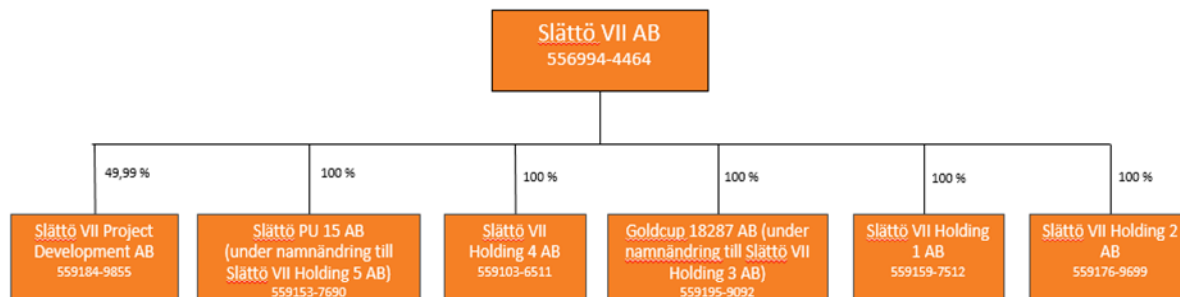 Slättö VII AB
556994-4464
49,99 %
100 %
100 %
100 %
100 %
100 %
Slättö VII Project
Development AB
559184-9855
Slättö PU 15 AB
(under namnändring till
Slättö VII Holding 5 AB)
559153-7690
Slättö VII
Holding 4 AB
559103-6511
Goldcup 18287 AB (under
namnändring till Slättö VII
Holding 3 AB)
559195-9092
Slättö VII Holding
1 AB
559159-7512
Slättö VII Holding 2
AB
559176-9699